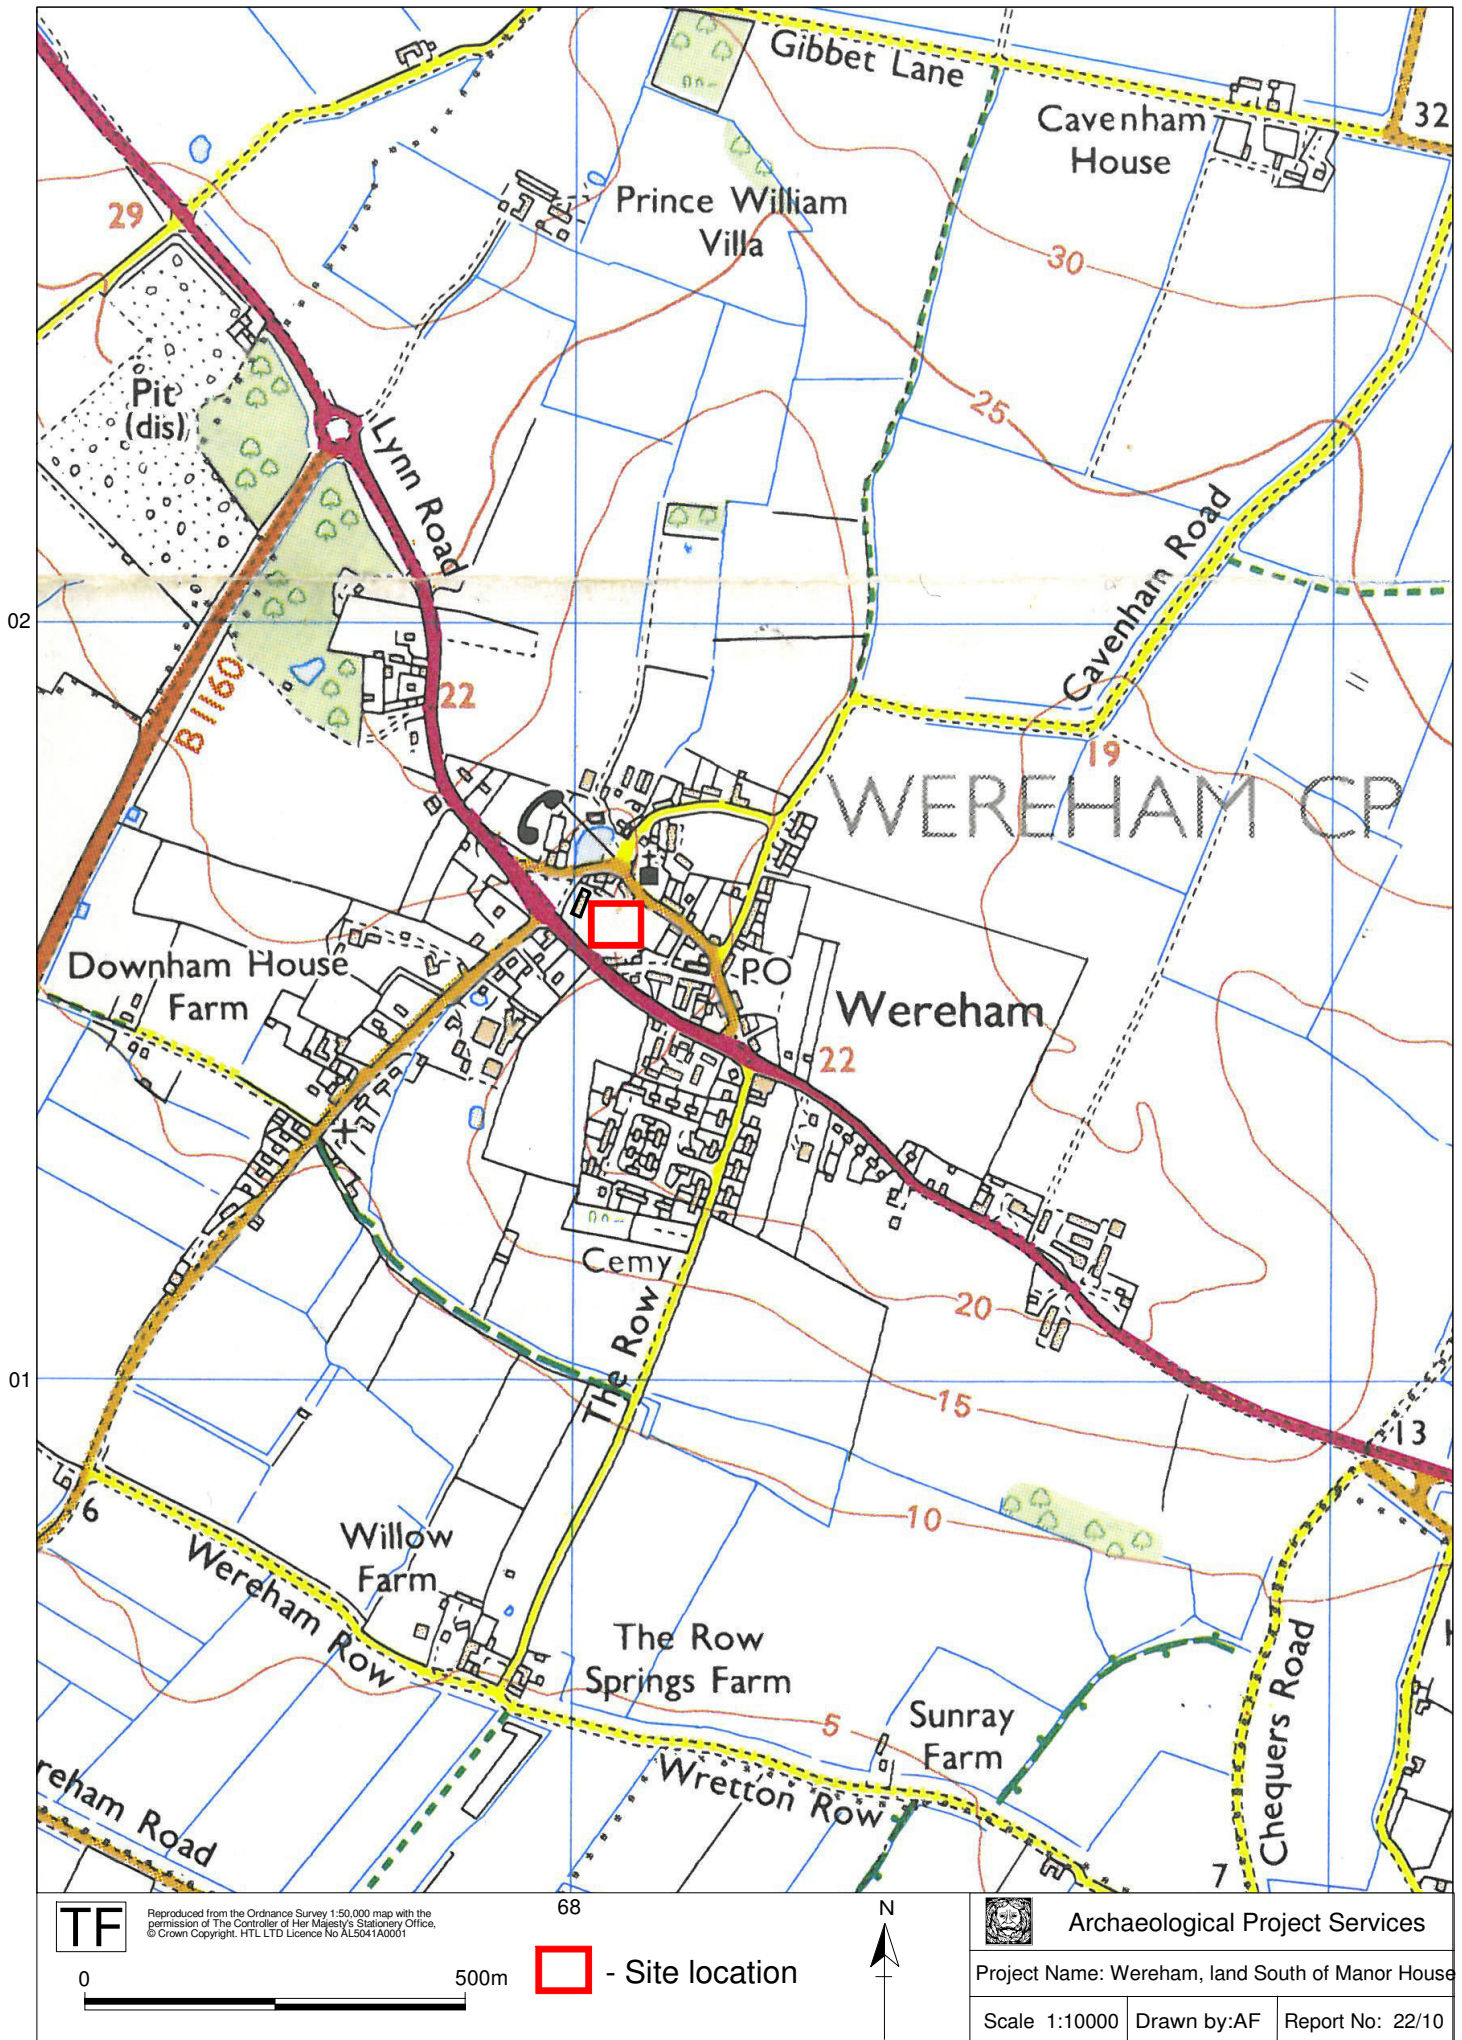 Gibbet Lane
32
Cavenham
House
Prince William
Villa
29
30
Pit
(dis)
Lynn Road
25
Cavenham Road
02
B1160
22
19
WEREHAM CP
Downham House
Farm
PO
Wereham
22
Cemy
20
The Row
01
15
13
6
10
Willow
Farm
Wereham Row
The Row
Springs Farm
5
Sunray
Farm
Chequers Road
Wretton Row
reham Road
7
TF
Reproduced from the Ordnance Survey 1:50,000 map with the
permission of The Controller of Her Majesty's Stationery Office,
© Crown Copyright. HTL LTD Licence No AL5041A0001
68
N
0
500m
- Site location
Archaeological Project Services
Project Name: Wereham, land South of Manor House
Scale 1:10000
Drawn by:AF
Report No: 22/10